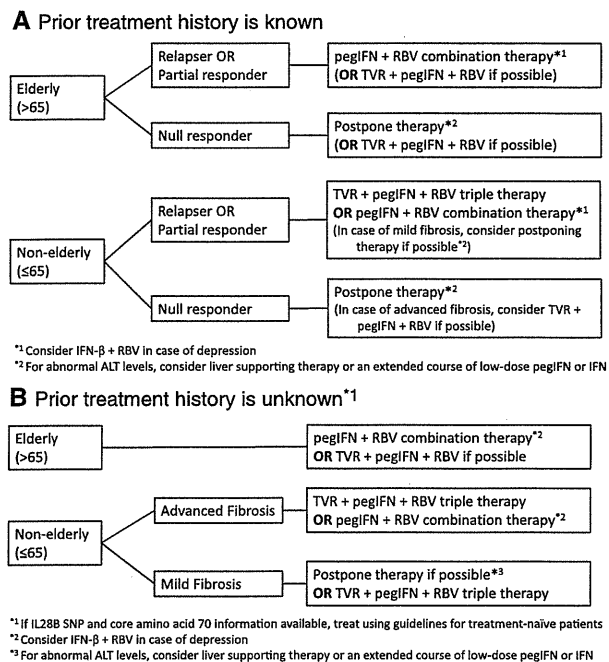 A Prior treatment history is known
Elderly
(>65)
Relapser OR
Partial responder
pegIFN + RBV combination therapy*1
(OR TVR + pegIFN + RBV if possible)
Null responder
Postpone therapy*2
(OR TVR + pegIFN + RBV if possible)
Non-elderly
(≤65)
Relapser OR
Partial responder
TVR + pegIFN + RBV triple therapy
OR pegIFN + RBV combination therapy*1
(In case of mild fibrosis, consider postponing
therapy if possible*2)
Null responder
Postpone therapy*2
(In case of advanced fibrosis, consider TVR +
pegIFN + RBV if possible)
*1 Consider IFN-β + RBV in case of depression
*2 For abnormal ALT levels, consider liver supporting therapy or an extended course of low-dose pegIFN or IFN
B Prior treatment history is unknown*1
Elderly
(>65)
pegIFN + RBV combination therapy*2
OR TVR + pegIFN + RBV if possible
Non-elderly
(≤65)
Advanced Fibrosis
TVR + pegIFN + RBV triple therapy
OR pegIFN + RBV combination therapy*2
Mild Fibrosis
Postpone therapy if possible*3
OR TVR + pegIFN + RBV triple therapy
*1 If IL28B SNP and core amino acid 70 information available, treat using guidelines for treatment-naïve patients
*2 Consider IFN-β + RBV in case of depression
*3 For abnormal ALT levels, consider liver supporting therapy or an extended course of low-dose pegIFN or IFN